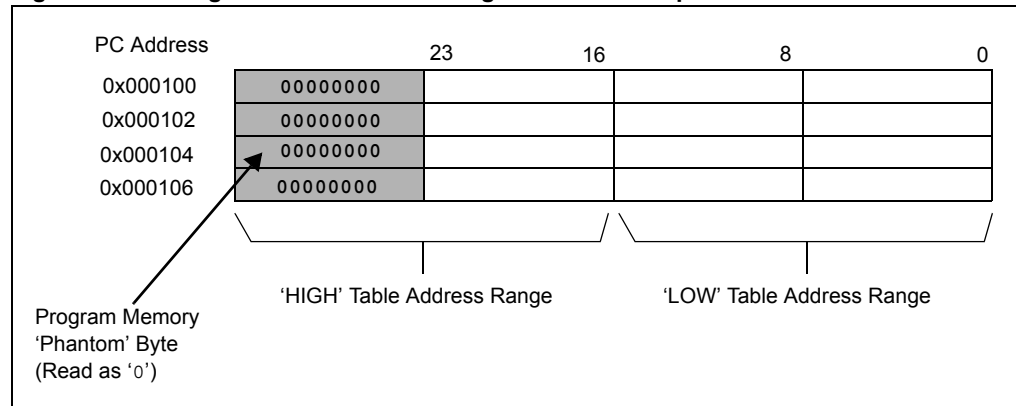 PC Address
23 16 8 0
0x000100 00000000
0x000102 00000000
0x000104 00000000
0x000106 00000000
‘HIGH’ Table Address Range ‘LOW’ Table Address Range
Program Memory
‘Phantom’ Byte
(Read as ‘0’)